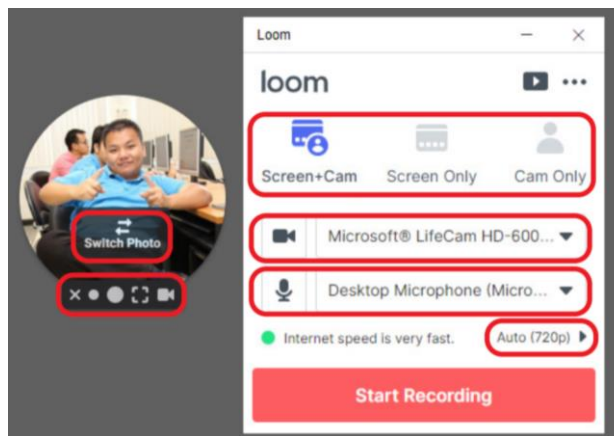 Loom
loom
Screen+Cam Screen Only Cam Only
Switch Photo
Microsoft® LifeCam HD-600...
Desktop Microphone (Micro...
Internet speed is very fast. Auto (720p)
Start Recording